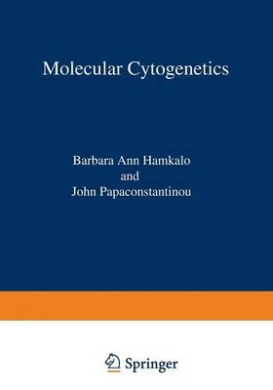 Molecular Cytogenetics
Barbara Ann Hamkalo
and
John Papaconstantinou
Springer